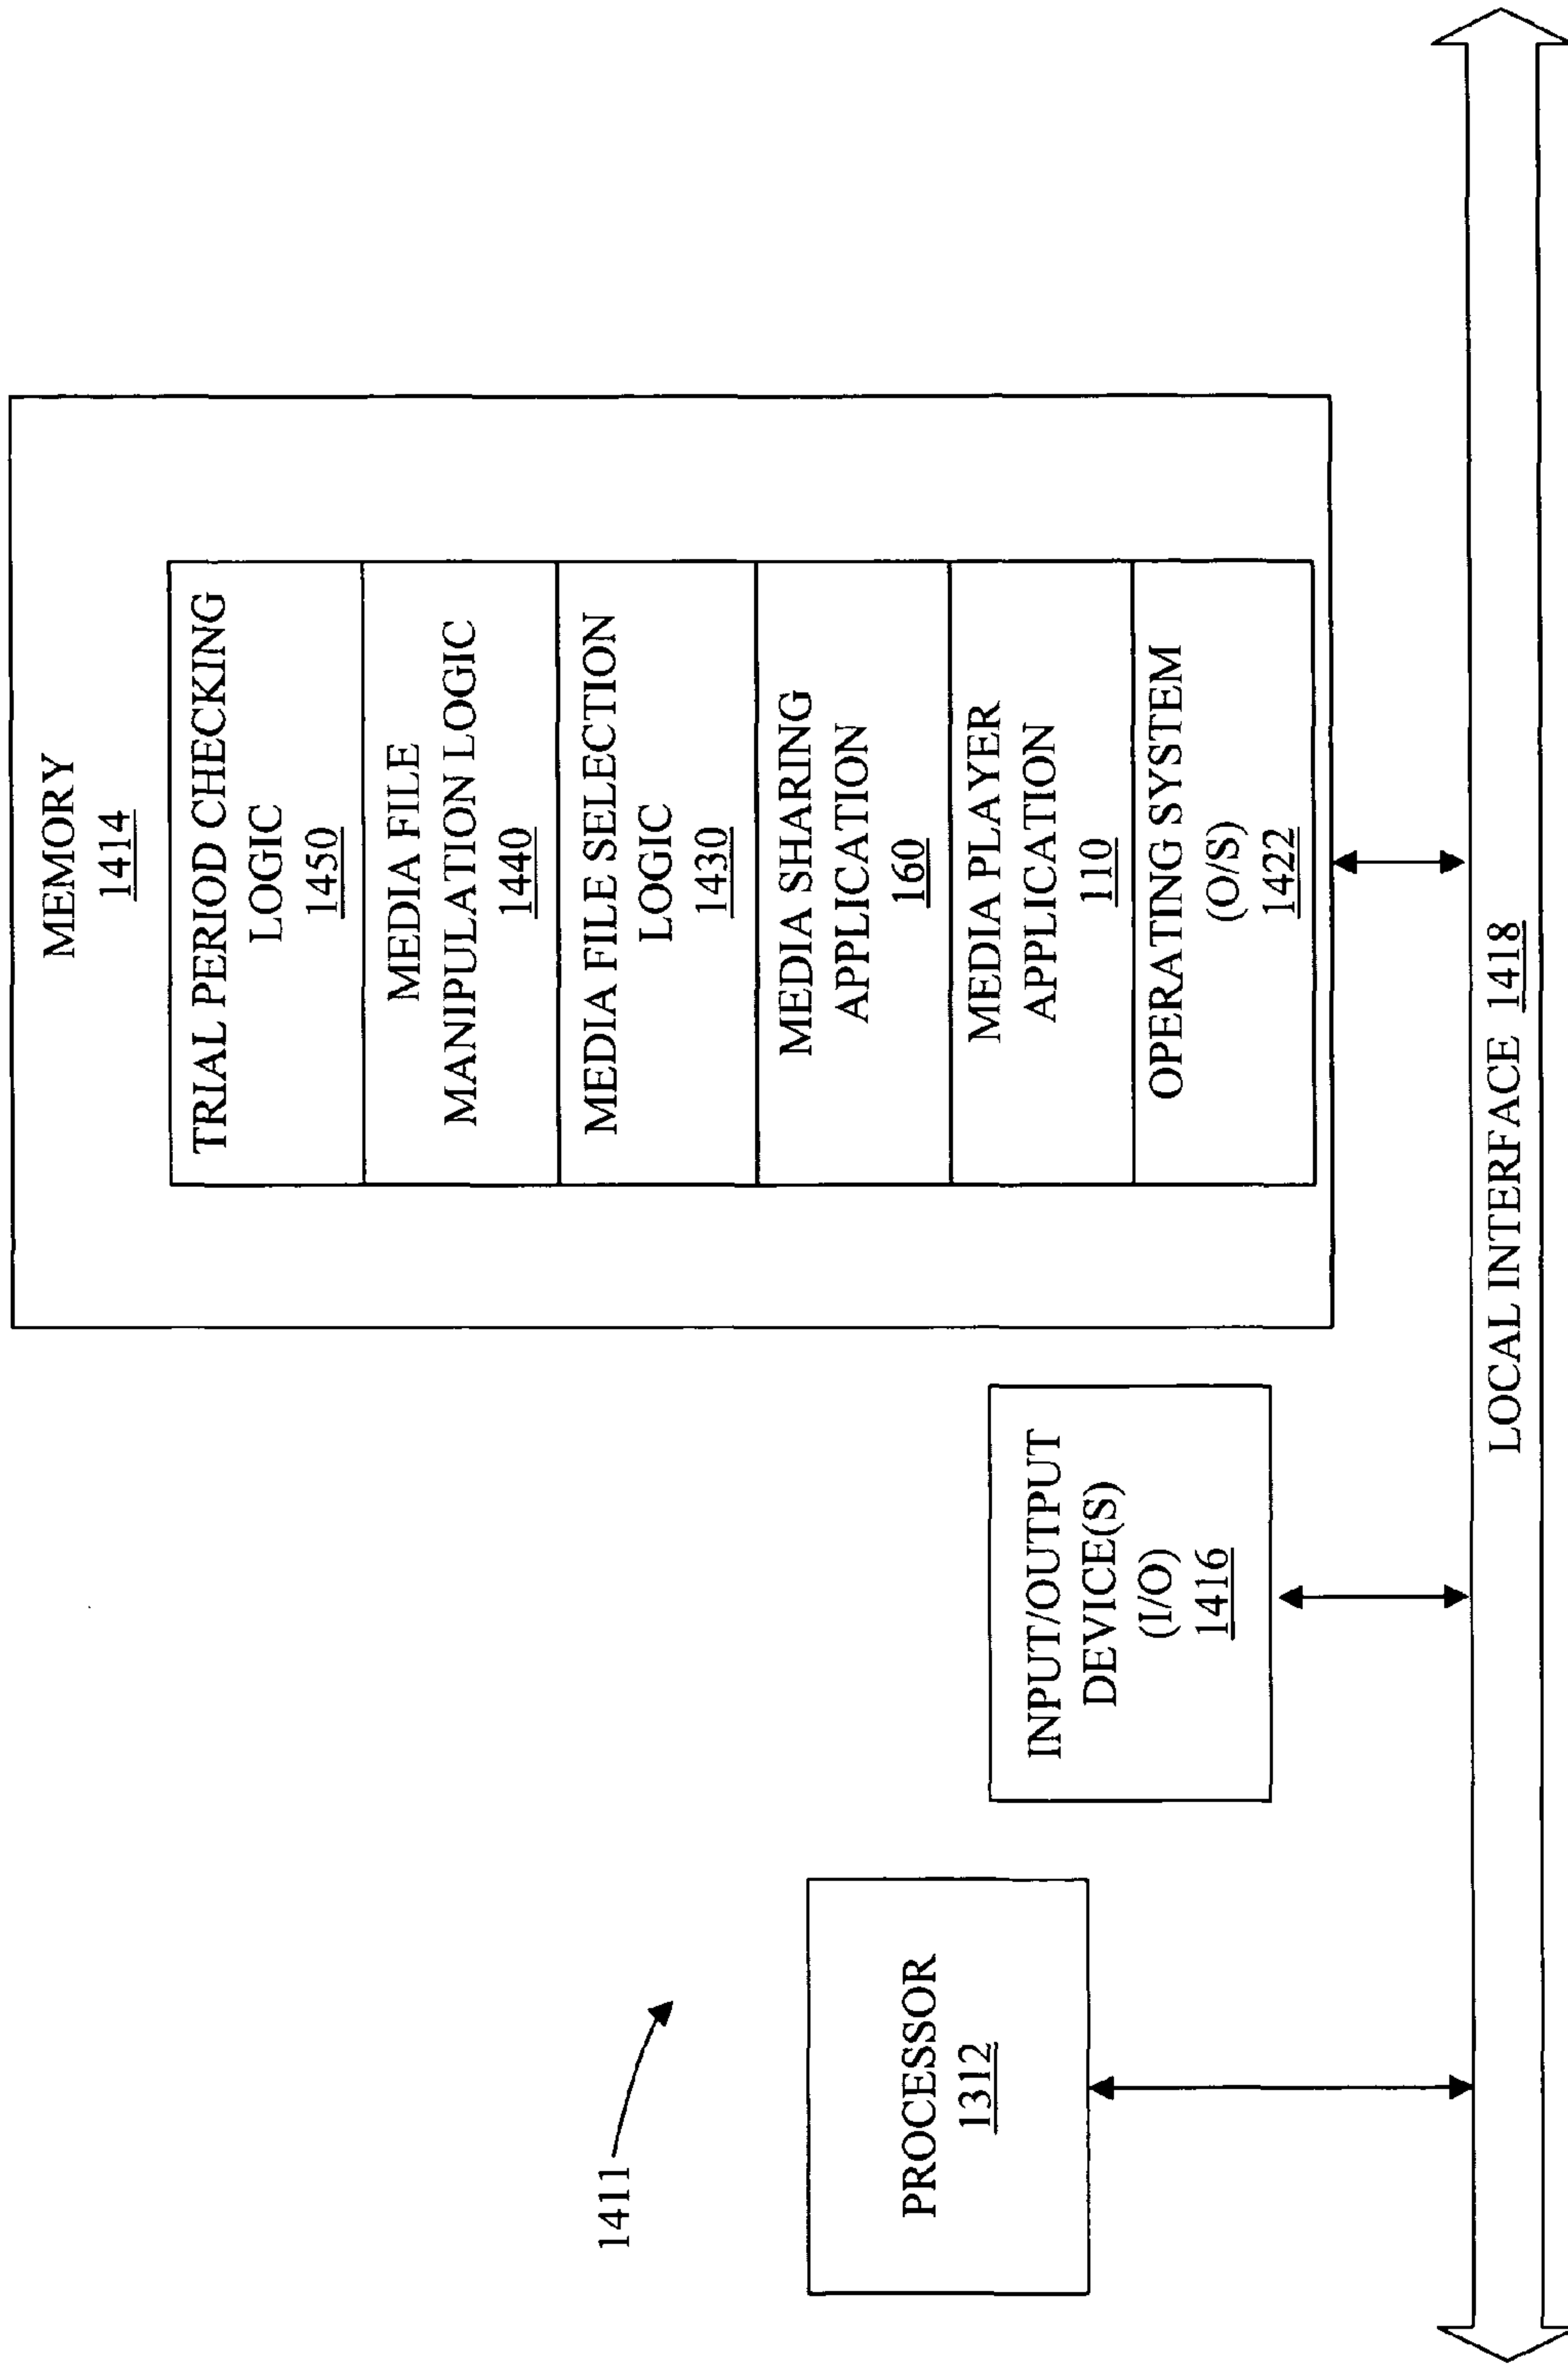 MEMORY
1414
TRIAL PERIOD CHECKING
LOGIC
1450
MEDIA FILE
MANIPULATION LOGIC
1440
MEDIA FILE SELECTION
LOGIC
1430
MEDIA SHARING
APPLICATION
160
MEDIA PLAYER
APPLICATION
110
OPERATING SYSTEM
(O/S)
1422
1411
PROCESSOR
1312
INPUT/OUTPUT
DEVICE(S)
(I/O)
1416
LOCAL INTERFACE 1418